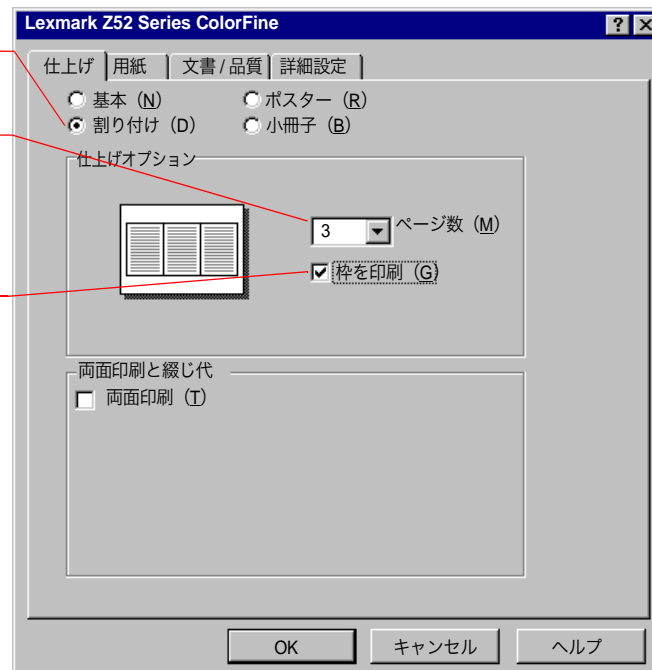 Lexmark Z52 Series ColorFine
仕上げ 用紙 文書 / 品質 詳細設定
基本（N） ポスター（R）
割り付け（D） 小冊子（B）
仕上げオプション
3 ページ数（M）
枠を印刷（G）
両面印刷と綴じ代
両面印刷（T）
OK キャンセル ヘルプ